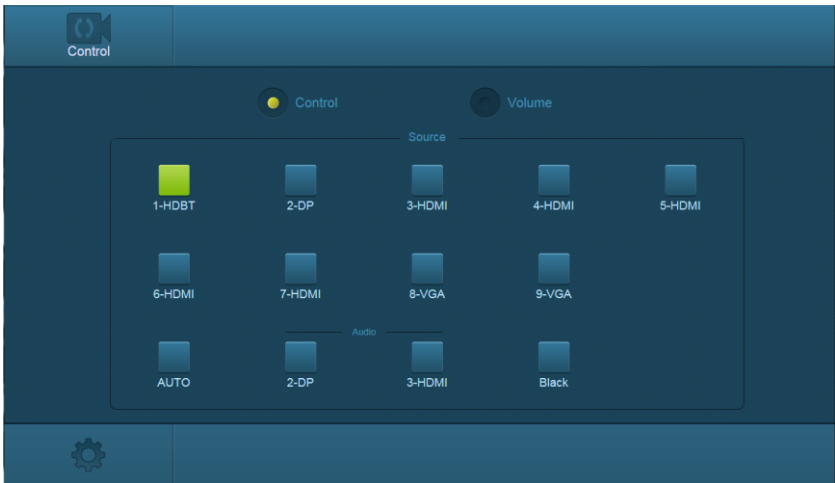 Control
Control Volume
Source
1-HDBT 2-DP 3-HDMI 4-HDMI 5-HDMI
6-HDMI 7-HDMI 8-VGA 9-VGA
Audio
AUTO 2-DP 3-HDMI Black